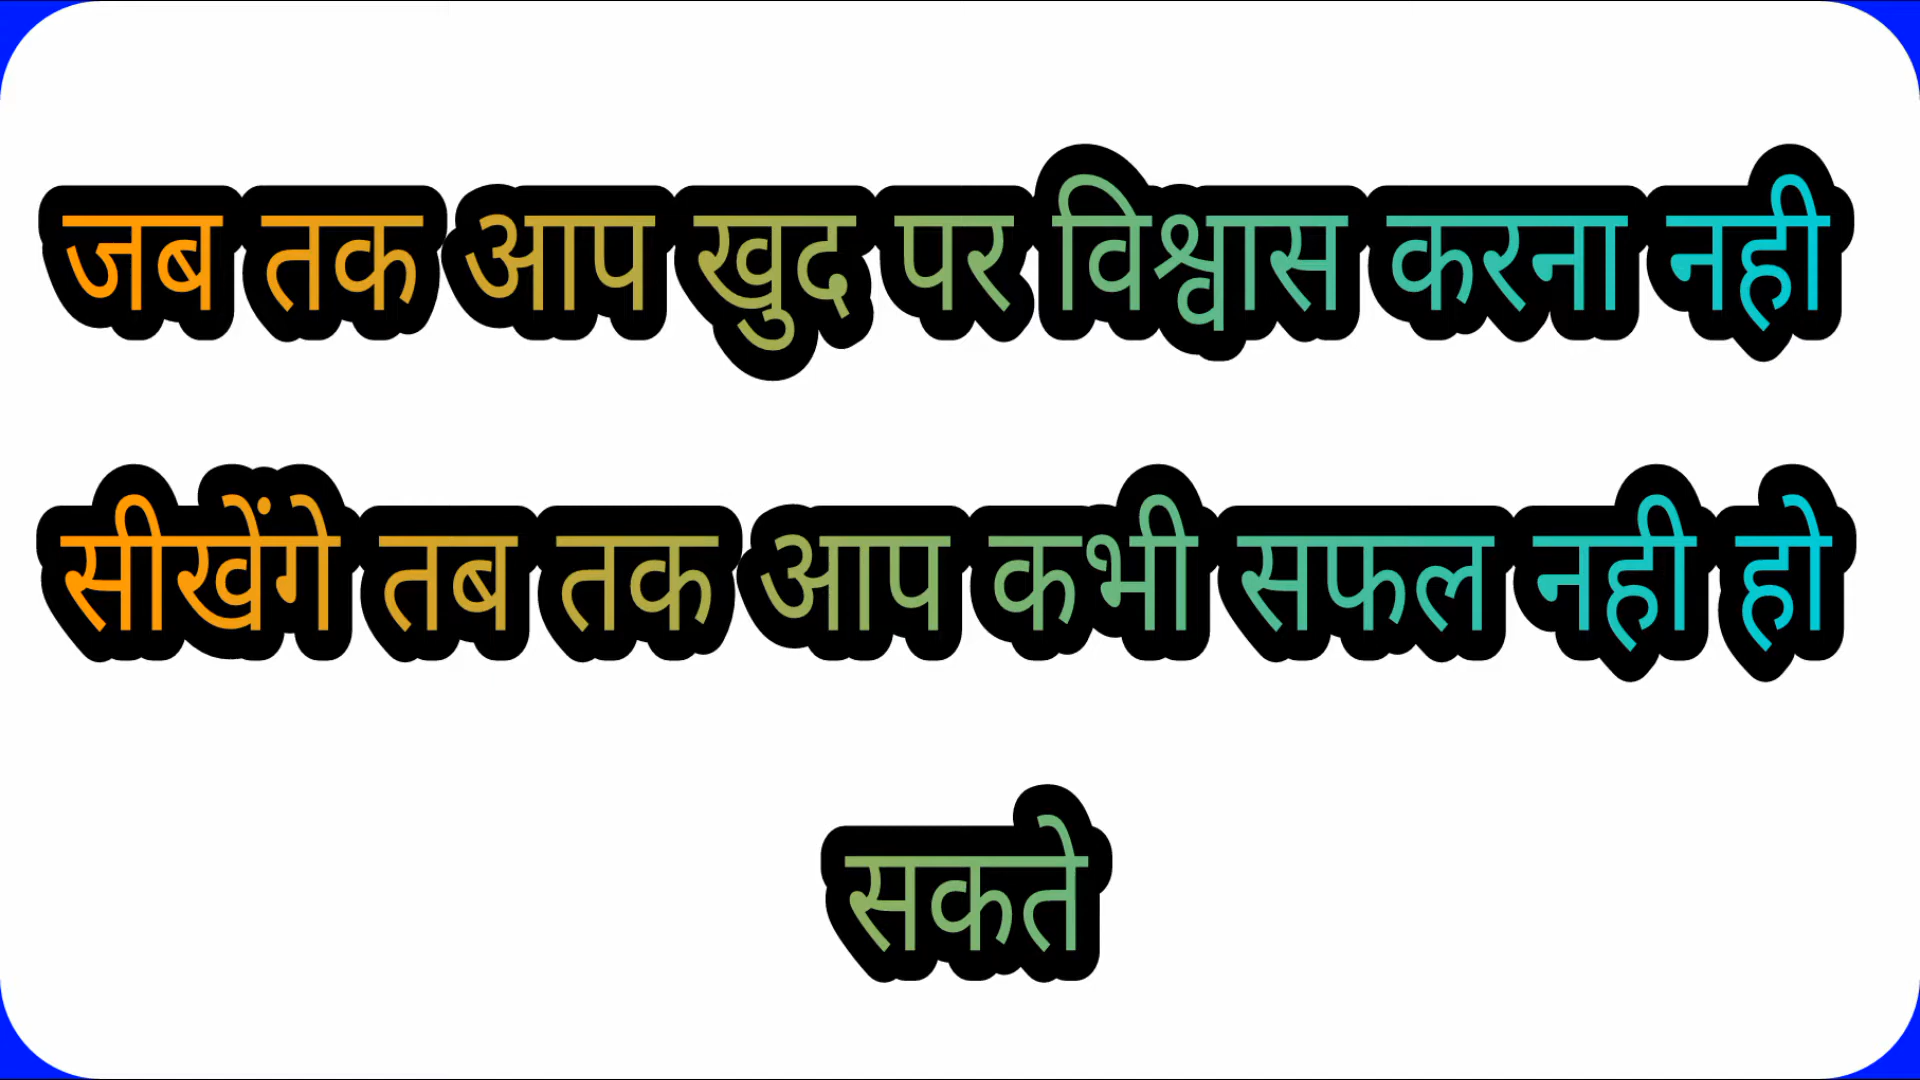 जब तक आप खुद पर विश्वास करना नही
सीखेंगे तब तक आप कभी सफल नही हो
सकते